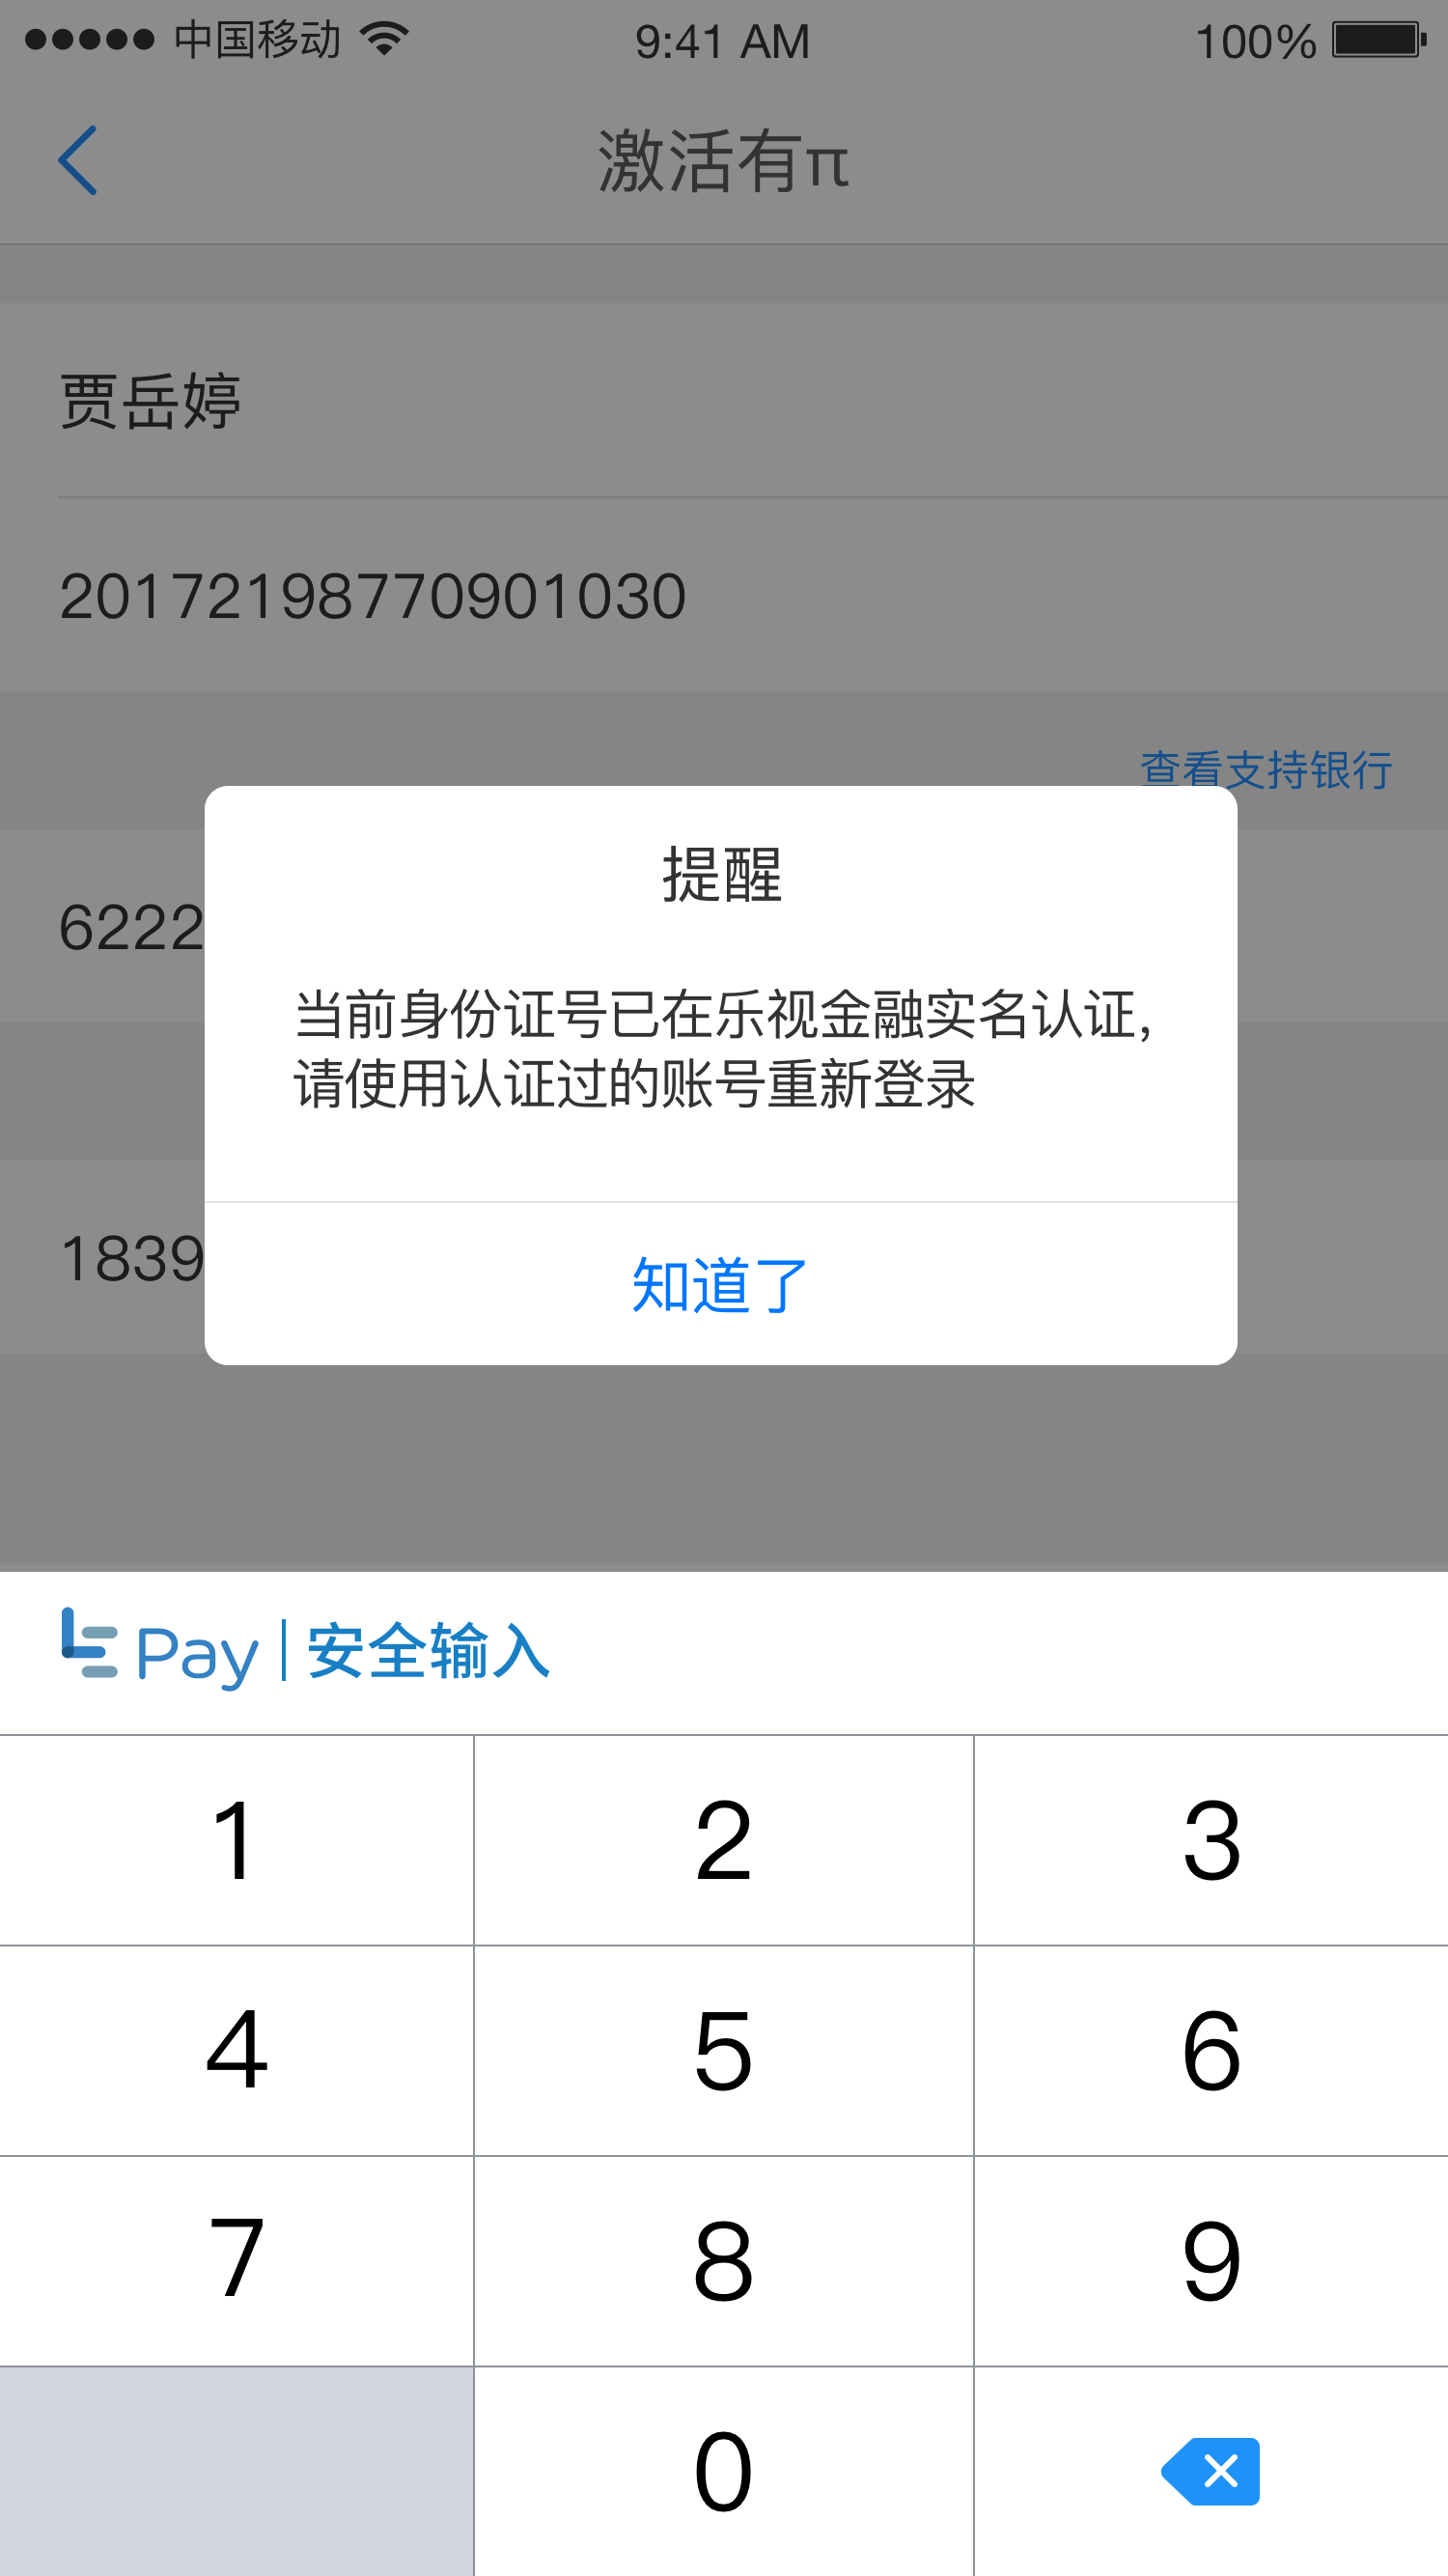 中国移动 9:41 AM 100%
激活有π
贾岳婷
20172198770901030
查看支持银行
6222
提醒
当前身份证号已在乐视金融实名认证，
请使用认证过的账号重新登录
1839
知道了
Pay 安全输入
1 2 3
4 5 6
7 8 9
0